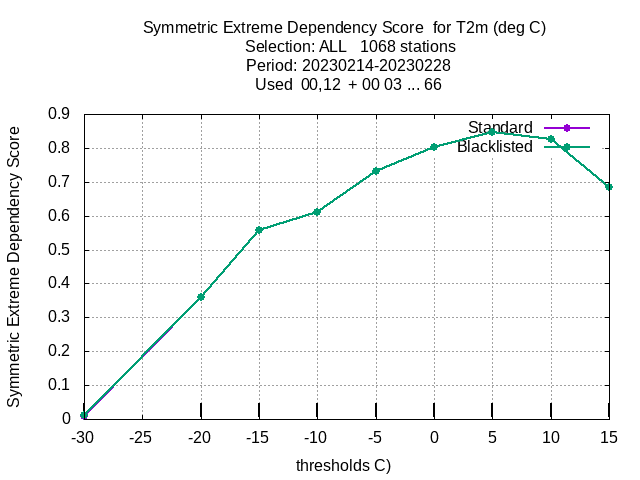 Symmetric Extreme Dependency Score  for T2m (deg C)
Selection: ALL   1068 stations
Period: 20230214-20230228
Used  00,12  + 00 03 ... 66
Symmetric Extreme Dependency Score
0.9
0.8
0.7
0.6
0.5
0.4
0.3
0.2
0.1
0
Standard
Blacklisted
-30 -25 -20 -15 -10 -5 0 5 10 15
thresholds C)